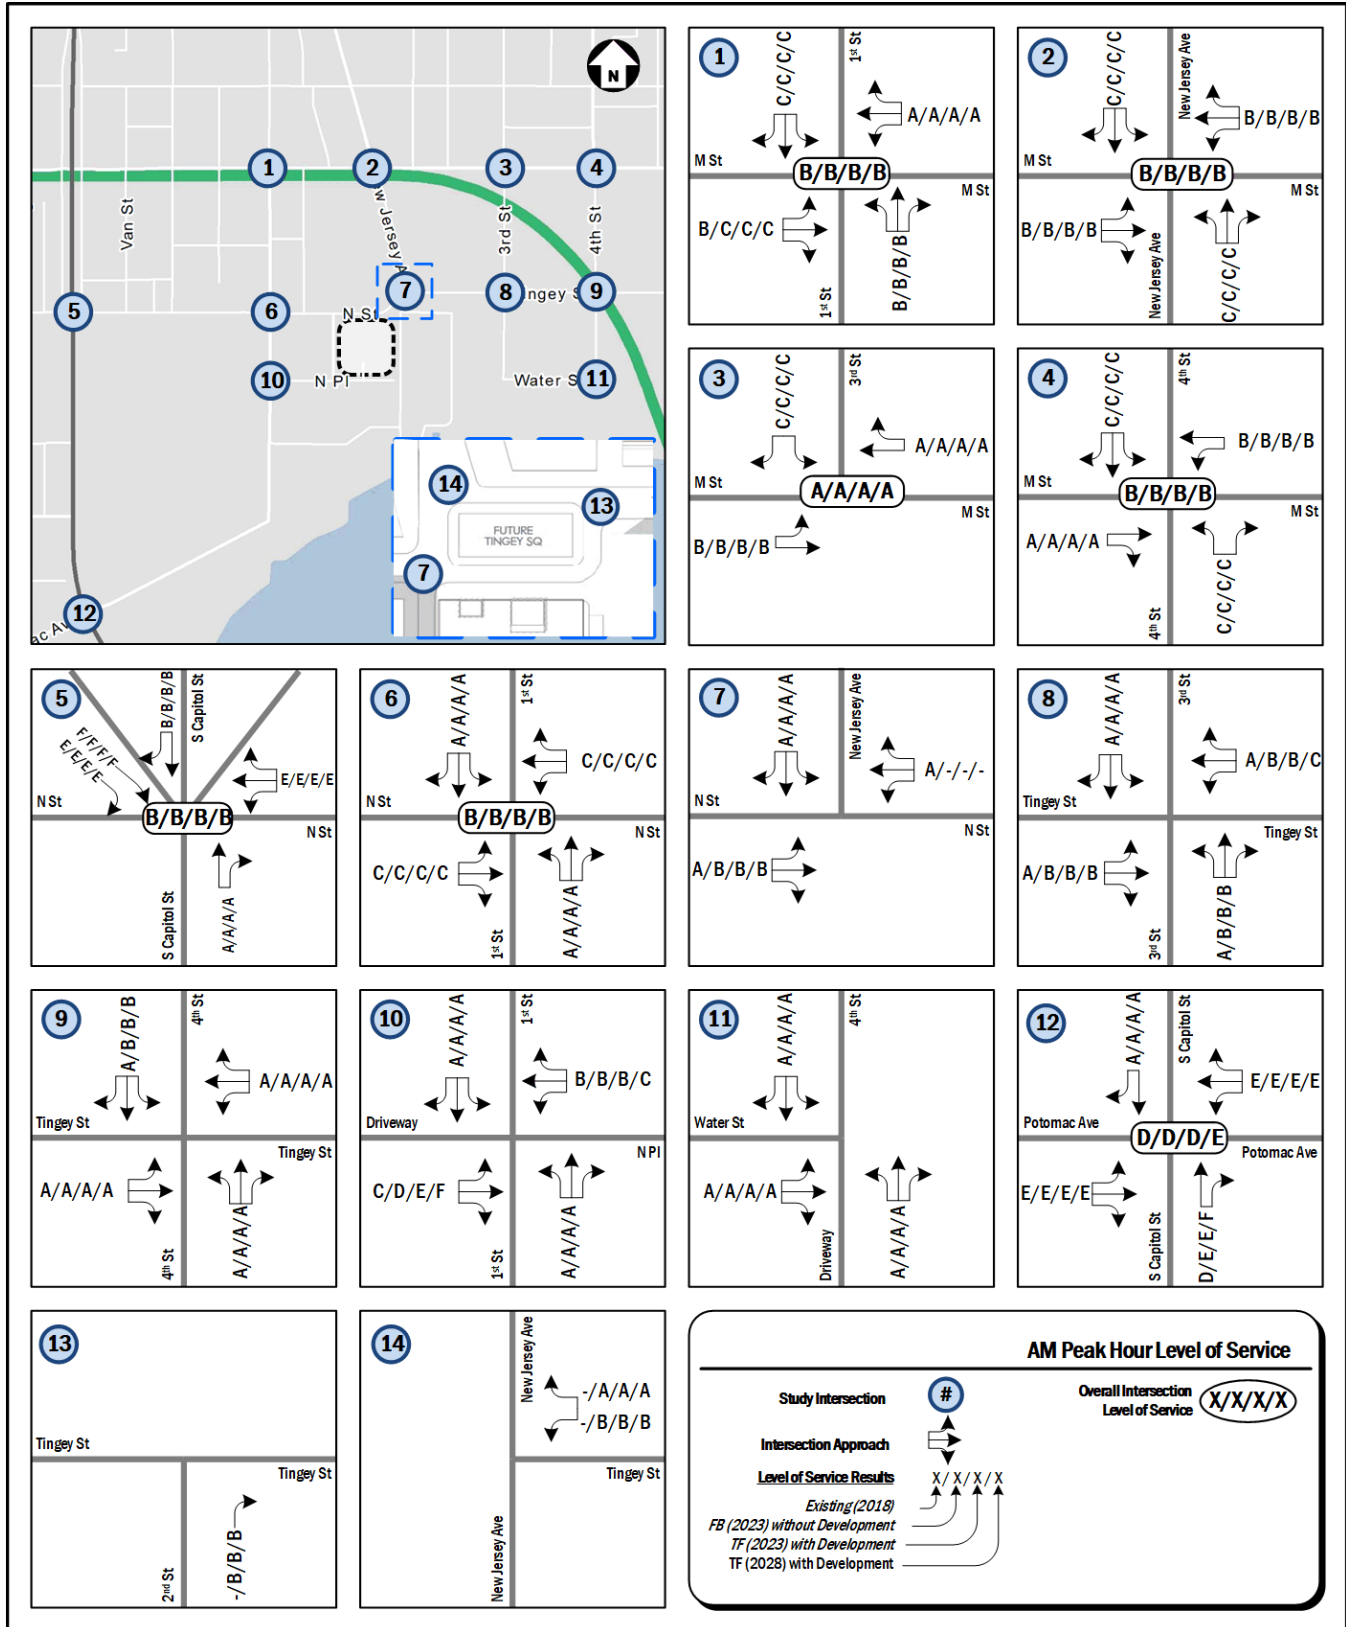 N
1
2
3
4
Van St
New Jersey A
3rd St
4th St
5
6
7
8
ngey S
9
N St
10
N Pl
Water S
11
12
ac Av
14
13
FUTURE
TINGEY SQ
7
1
C/C/C/C
1st St
A/A/A/A
M St
B/B/B/B
M St
B/C/C/C
B/B/B/B
1st St
2
C/C/C/C
New Jersey Ave
B/B/B/B
M St
B/B/B/B
M St
B/B/B/B
New Jersey Ave
C/C/C/C
3
C/C/C/C
3rd St
A/A/A/A
M St
A/A/A/A
M St
B/B/B/B
4
C/C/C/C
4th St
B/B/B/B
M St
B/B/B/B
M St
A/A/A/A
C/C/C/C
4th St
5
B/B/B/B
S Capitol St
F/F/F/F
E/E/E/E
E/E/E/E
N St
B/B/B/B
N St
S Capitol St
A/A/A/A
6
A/A/A/A
1st St
C/C/C/C
N St
B/B/B/B
N St
C/C/C/C
1st St
A/A/A/A
7
A/A/A/A
New Jersey Ave
A/-/-/-
N St
N St
A/B/B/B
8
A/A/A/A
3rd St
A/B/B/C
Tingey St
Tingey St
A/B/B/B
3rd St
A/B/B/B
9
A/B/B/B
4th St
A/A/A/A
Tingey St
Tingey St
A/A/A/A
4th St
A/A/A/A
10
A/A/A/A
1st St
B/B/B/C
Driveway
N Pl
C/D/E/F
1st St
A/A/A/A
11
A/A/A/A
4th St
Water St
A/A/A/A
Driveway
A/A/A/A
12
A/A/A/A
S Capitol St
E/E/E/E
Potomac Ave
D/D/D/E
Potomac Ave
E/E/E/E
S Capitol St
D/E/E/F
13
Tingey St
Tingey St
2nd St
-/B/B/B
14
New Jersey Ave
-/A/A/A
-/B/B/B
Tingey St
New Jersey Ave
AM Peak Hour Level of Service
Study Intersection
#
Overall Intersection
Level of Service
X/X/X/X
Intersection Approach
Level of Service Results
X/X/X/X
Existing (2018)
FB (2023) without Development
TF (2023) with Development
TF (2028) with Development